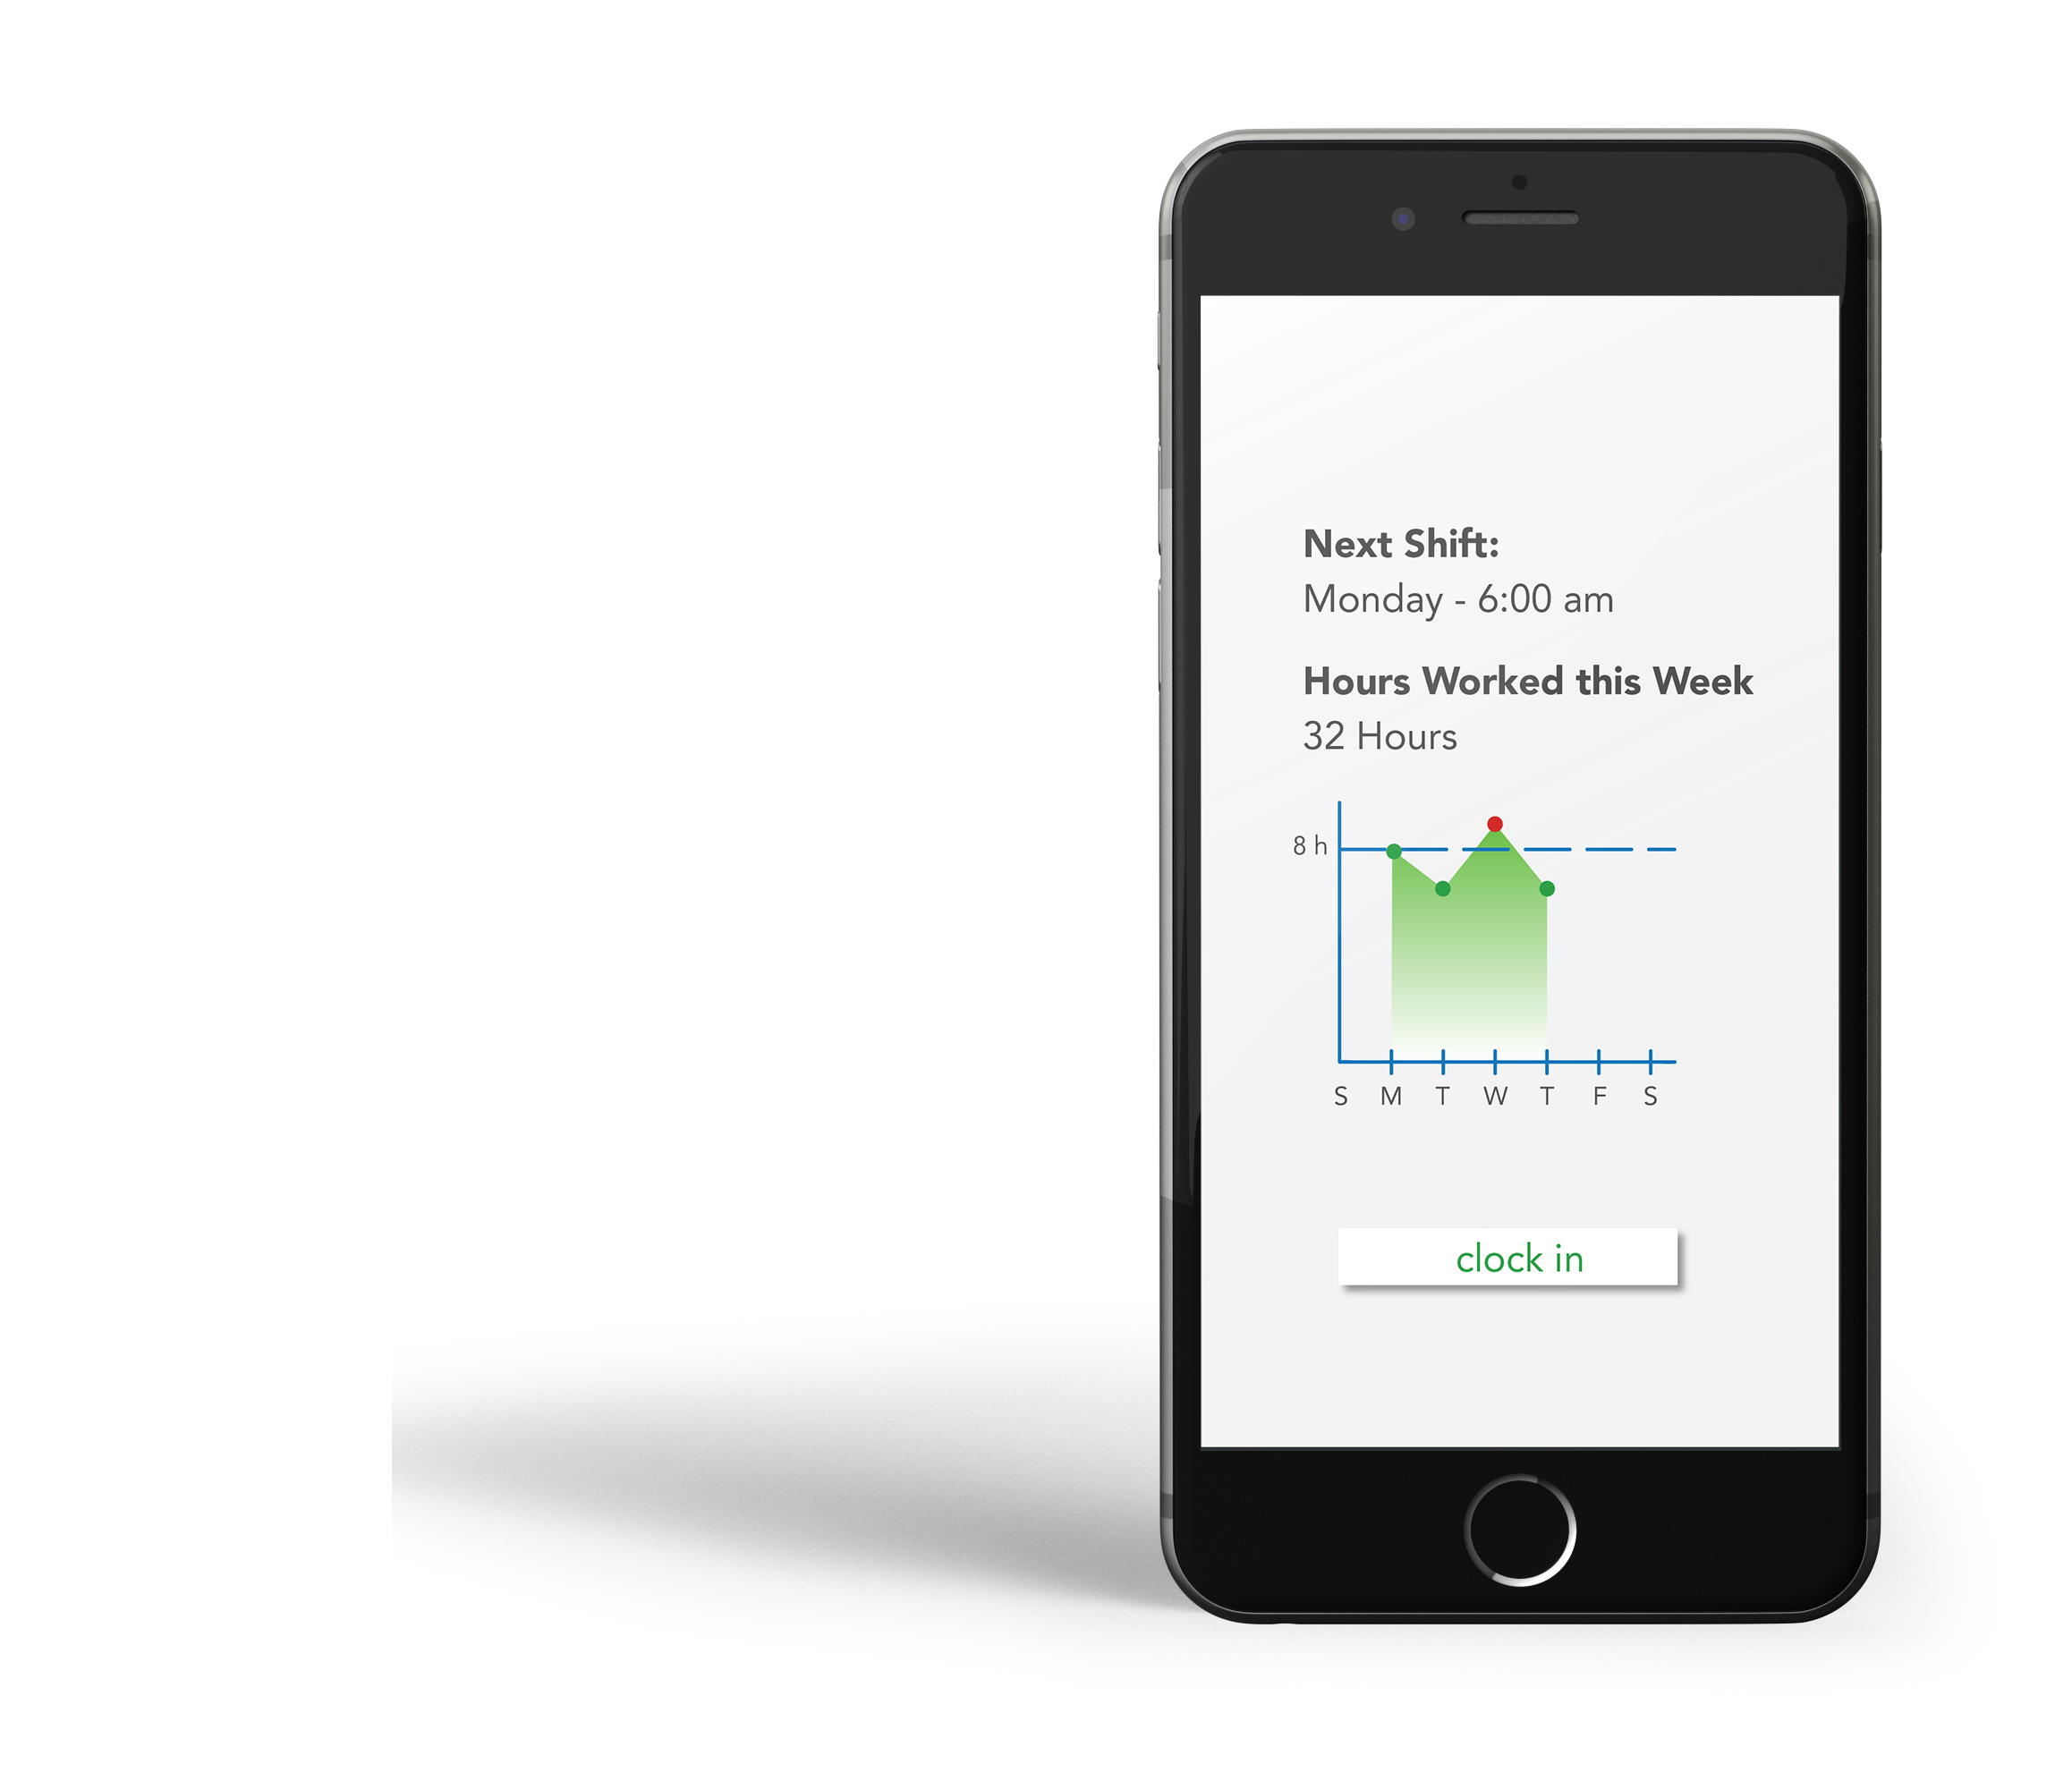 Next Shift:
Monday - 6:00 am
Hours Worked this Week
32 Hours
8 h
S M T W T F S
clock in